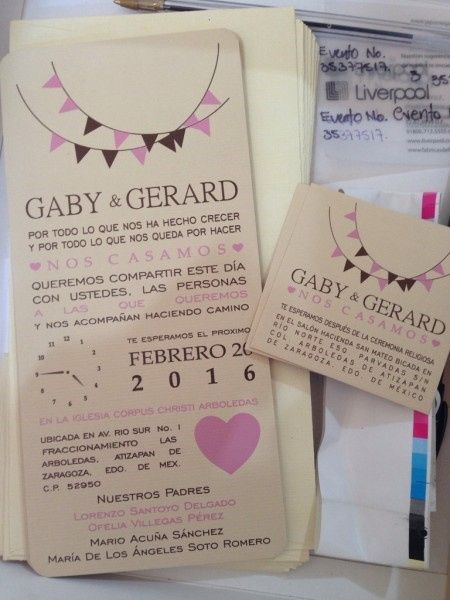 GABY & GERARD
POR TODO LO QUE NOS HA HECHO CRECER
Y POR TODO LO QUE NOS QUEDA POR HACER
NOS CASAMOS
QUEREMOS COMPARTIR ESTE DÍA
CON USTEDES, LAS PERSONAS
A LAS QUE QUEREMOS
Y NOS ACOMPAÑAN HACIENDO CAMINO
TE ESPERAMOS EL PROXIMO
FEBRERO 20
2016
EN LA IGLESIA CORPUS CHRISTI ARBOLEDAS
UBICADA EN AV. RIO SUR No. 1
FRACCIONAMIENTO LAS
ARBOLEDAS, ATIZAPAN DE
ZARAGOZA, EDO. DE MEX.
C.P. 52950
NUESTROS PADRES
LORENZO SANTOYO DELGADO
OFELIA VILLEGAS PÉREZ
MARIO ACUÑA SÁNCHEZ
MARÍA DE LOS ÁNGELES SOTO ROMERO
Evento No.
35377517.
3
Liverpool
Evento No. Evento
35377517.
GABY & GERARD
NOS CASAMOS
TE ESPERAMOS DESPUÉS DE LA CEREMONIA RELIGIOSA
EN EL SALÓN HACIENDA SAN MATEO BICADA EN
RÍO NORTE ESQ. PARVADAS S/N
COL. ARBOLEDAS DE ATIZAPAN
DE ZARAGOZA, EDO. DE MÉXICO